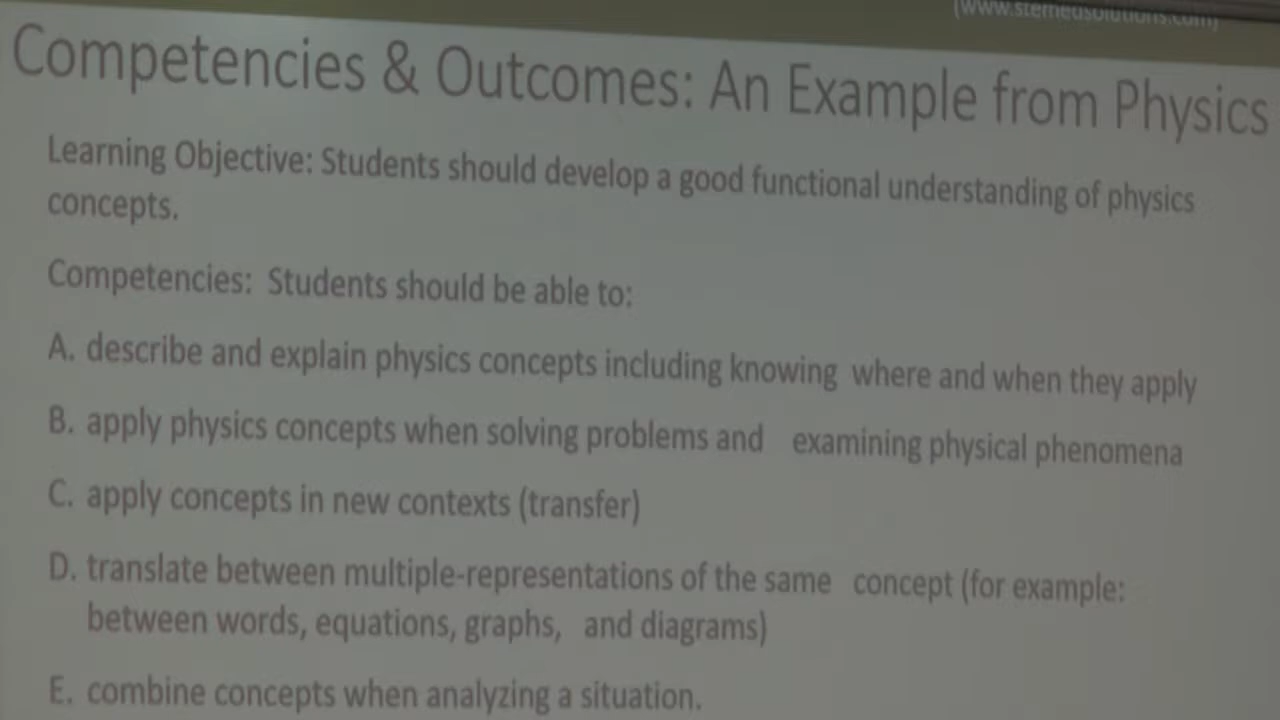 (www.stemedsolutions.com)
Competencies & Outcomes: An Example from Physics
Learning Objective: Students should develop a good functional understanding of physics
concepts.
Competencies: Students should be able to:
A. describe and explain physics concepts including knowing where and when they apply
B. apply physics concepts when solving problems and examining physical phenomena
C. apply concepts in new contexts (transfer)
D. translate between multiple-representations of the same concept (for example:
between words, equations, graphs, and diagrams)
E. combine concepts when analyzing a situation.